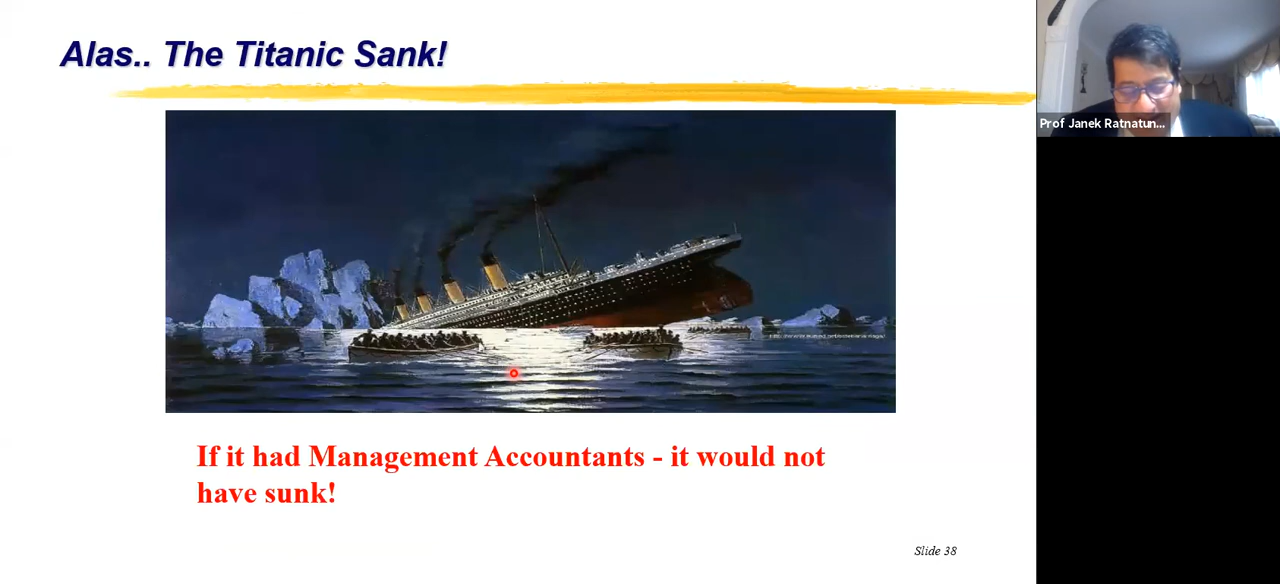 Alas.. The Titanic Sank!
Prof Janek Ratnatun...
If it had Management Accountants - it would not
have sunk!
Slide 38